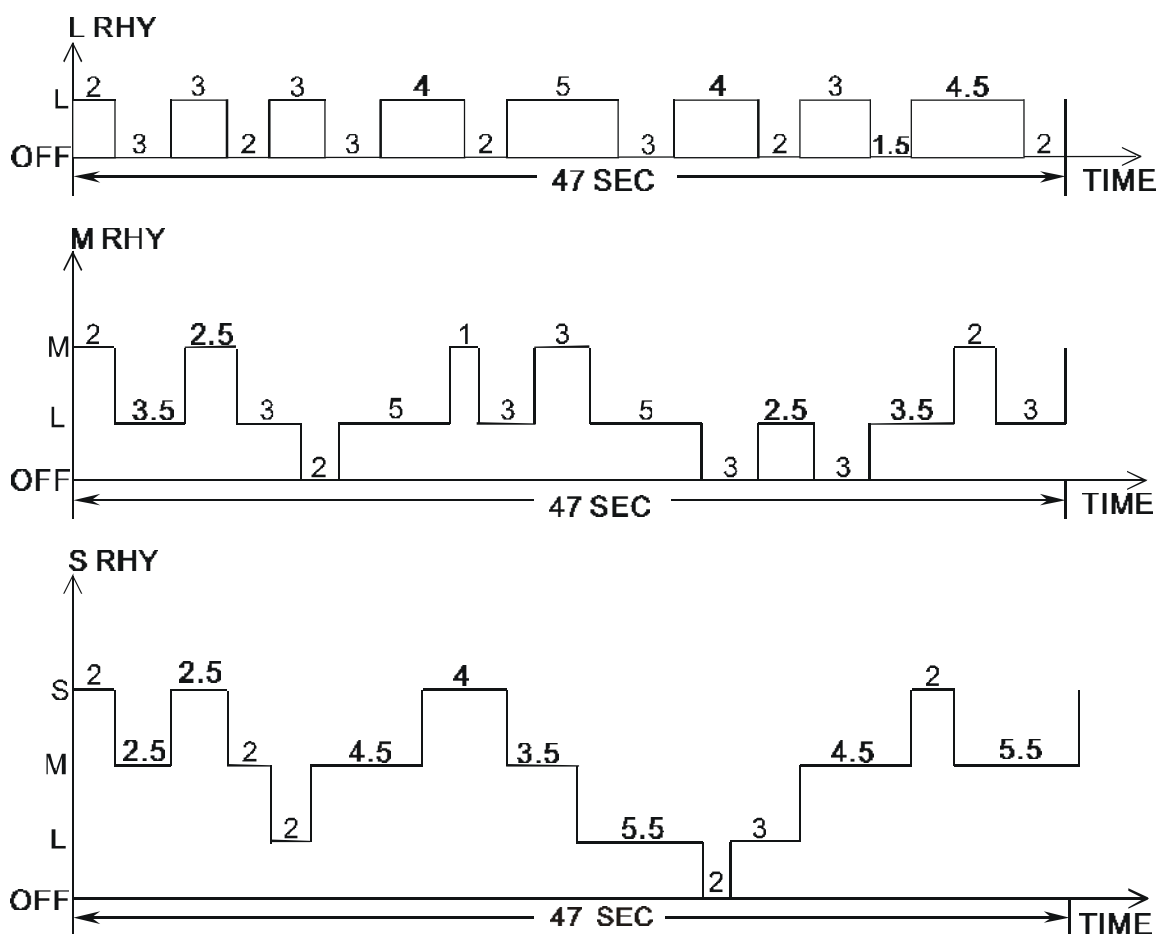 L RHY
L 2 3 3 4 5 4 3 4.5
OFF 3 2 3 2 3 2 1.5 2
47 SEC TIME
M RHY
M 2 2.5 1 3 2
L 3.5 3 5 3 5 2.5 3.5 3
OFF 2 3 3
47 SEC TIME
S RHY
S 2 2.5 4 2
M 2.5 2 4.5 3.5 4.5 5.5
L 2 5.5 3
OFF 2
47 SEC TIME